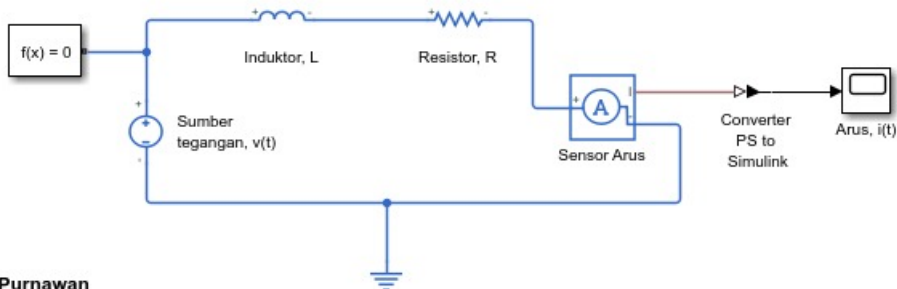 f(x) = 0
Induktor, L
Resistor, R
Sumber
tegangan, v(t)
A
I
Sensor Arus
Converter
PS to
Simulink
Arus, i(t)
Purnawan